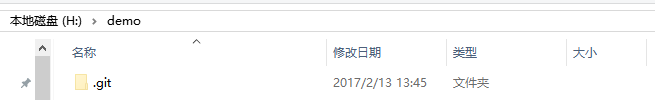 本地磁盘 (H:) › demo
名称 修改日期 类型 大小
.git 2017/2/13 13:45 文件夹